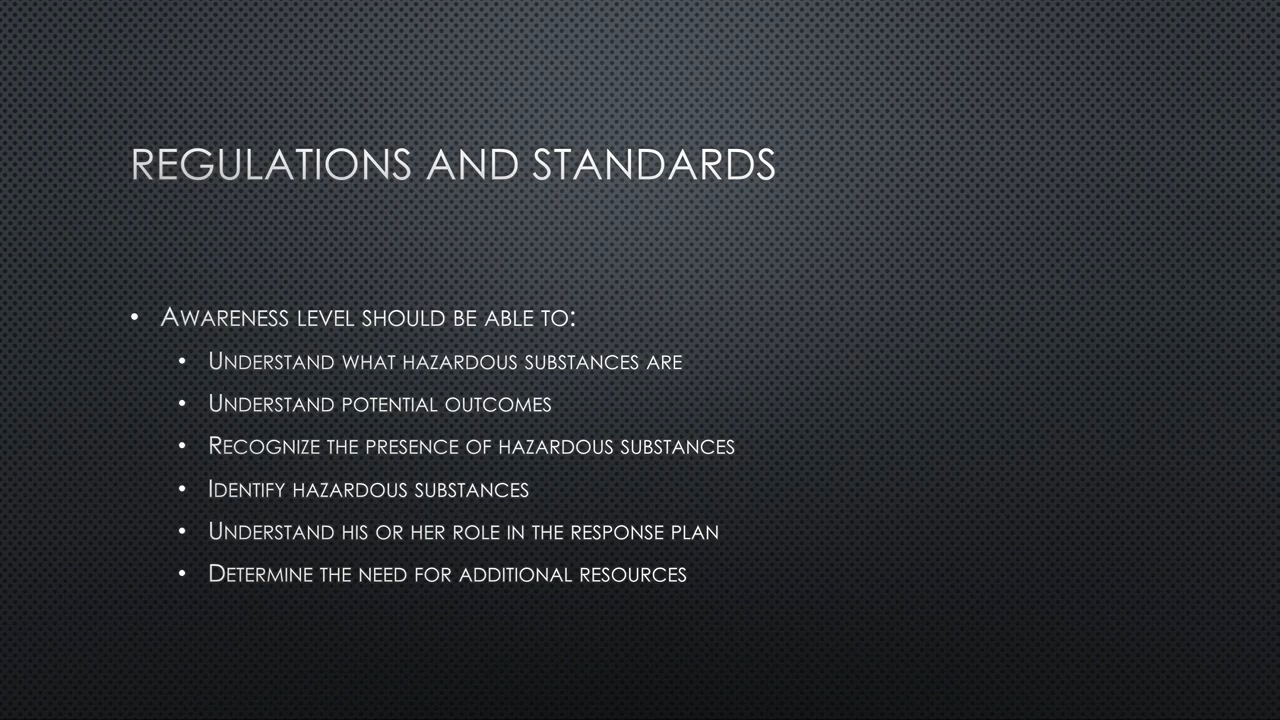 REGULATIONS AND STANDARDS
• AWARENESS LEVEL SHOULD BE ABLE TO:
• UNDERSTAND WHAT HAZARDOUS SUBSTANCES ARE
• UNDERSTAND POTENTIAL OUTCOMES
• RECOGNIZE THE PRESENCE OF HAZARDOUS SUBSTANCES
• IDENTIFY HAZARDOUS SUBSTANCES
• UNDERSTAND HIS OR HER ROLE IN THE RESPONSE PLAN
• DETERMINE THE NEED FOR ADDITIONAL RESOURCES